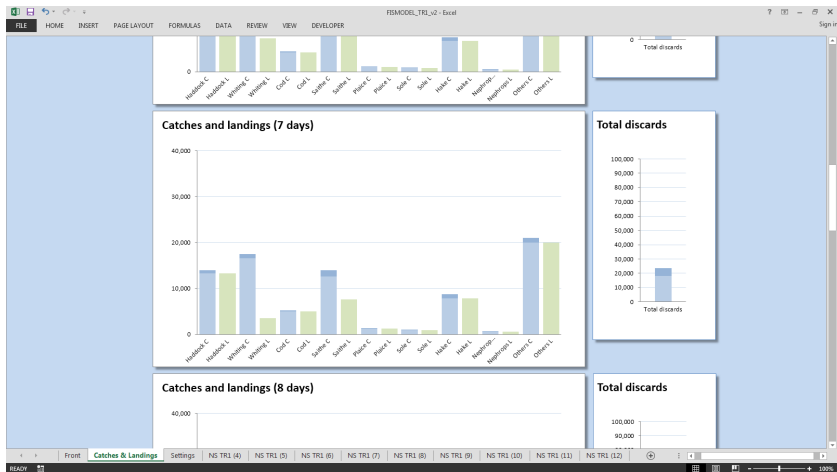 FISMODEL_TR1_v2 - Excel
FILE HOME INSERT PAGE LAYOUT FORMULAS DATA REVIEW VIEW DEVELOPER
Sign in
0
Haddock C Haddock L Whiting C Whiting L Cod C Cod L Saithe C Saithe L Plaice C Plaice L Sole C Sole L Hake C Hake L Nephrop... Nephrops L Others C Others L
0
Total discards
Catches and landings (7 days)
40,000
30,000
20,000
10,000
0
Haddock C Haddock L Whiting C Whiting L Cod C Cod L Saithe C Saithe L Plaice C Plaice L Sole C Sole L Hake C Hake L Nephrop... Nephrops L Others C Others L
Total discards
100,000
90,000
80,000
70,000
60,000
50,000
40,000
30,000
20,000
10,000
0
Total discards
Catches and landings (8 days)
40,000
Total discards
100,000
90,000
Front Catches & Landings Settings NS TR1 (4) NS TR1 (5) NS TR1 (6) NS TR1 (7) NS TR1 (8) NS TR1 (9) NS TR1 (10) NS TR1 (11) NS TR1 (12)
READY
100%